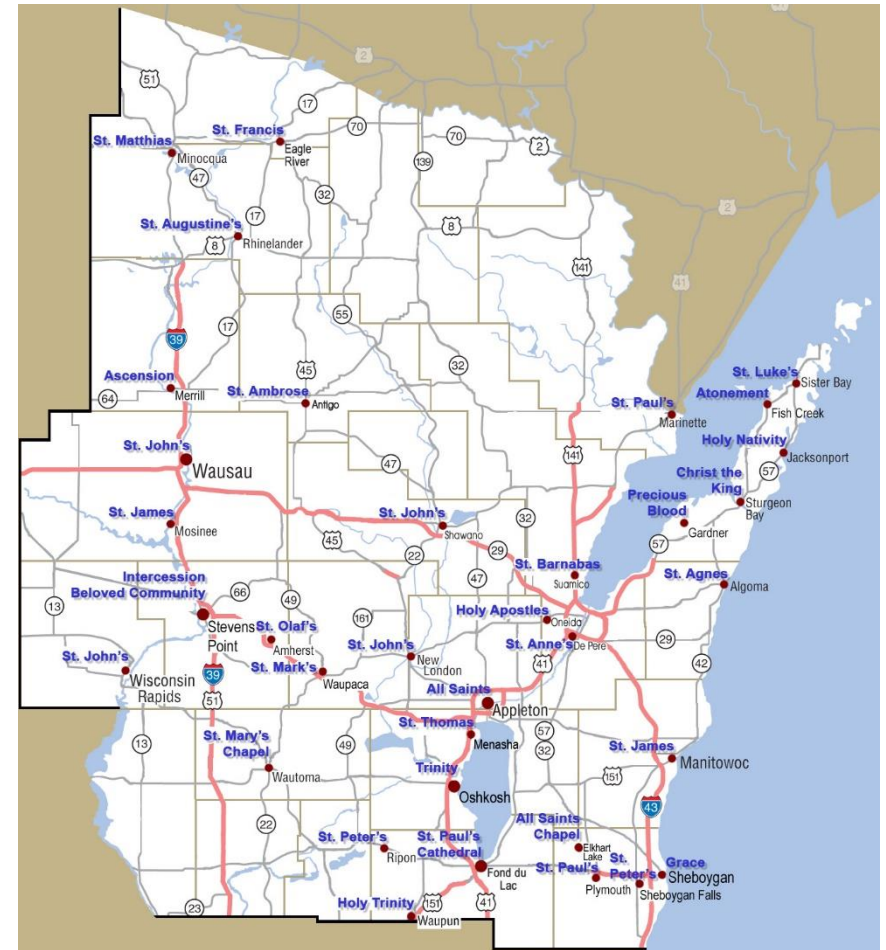 2
2
51
17
St. Francis
70
70
St. Matthias
Eagle
River
2
Minocqua
139
47
32
2
17
St. Augustine's
8
Rhinelander
8
41
141
55
17
39
32
45
St. Luke's
Sister Bay
Ascension
St. Ambrose
Atonement
Merrill
64
Antigo
St. Paul's
Fish Creek
Marinette
Holy Nativity
St. John's
141
Jacksonport
Wausau
47
57
Christ the
King
Precious
Blood
Sturgeon
Bay
St. James
St. John's
32
Mosinee
Shawano
Gardner
45
57
22
29
St. Barnabas
Intercession
Beloved Community
47
Suamico
St. Agnes
Algoma
66
13
49
Holy Apostles
161
Oneida
Stevens
Point
St. Olaf's
St. Anne's
De Pere
29
Amherst
St. John's
St. John's
St. Mark's
New
London
41
42
Wisconsin
Rapids
39
Waupaca
51
All Saints
Appleton
St. Thomas
57
St. Mary's
Chapel
13
49
Menasha
32
St. James
Manitowoc
Wautoma
Trinity
151
Oshkosh
43
All Saints
Chapel
22
St. Peter's
St. Paul's
Cathedral
Elkhart
Lake
Ripon
St. Paul's
St.
Peter's
Grace
Sheboygan
Fond du
Lac
Plymouth
Sheboygan Falls
23
Holy Trinity
151
41
Waupun